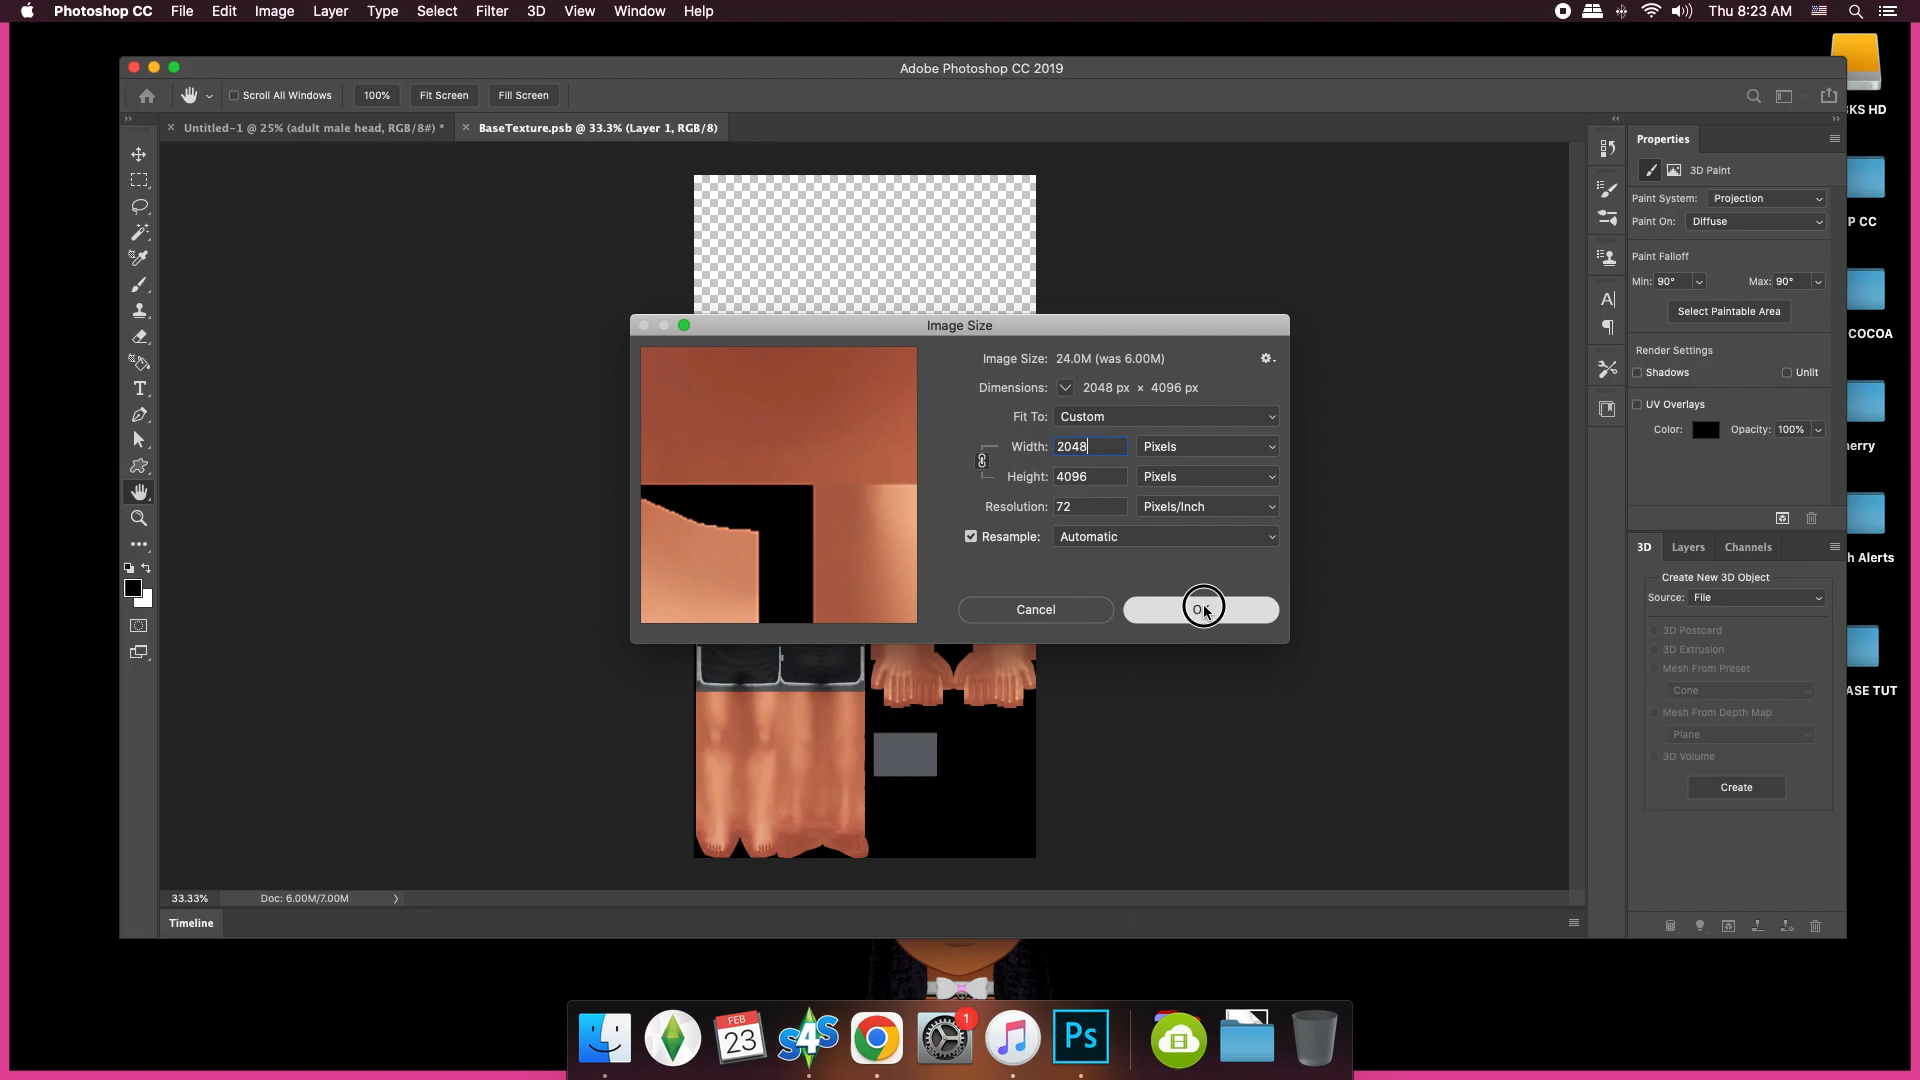 Photoshop CC File Edit Image Layer Type Select Filter 3D View Window Help Thu 8:23 AM
Adobe Photoshop CC 2019
Scroll All Windows 100% Fit Screen Fill Screen
KS HD
Untitled-1 @ 25% (adult male head, RGB/8#) * BaseTexture.psb @ 33.3% (Layer 1, RGB/8)
Properties
3D Paint
Paint System: Projection
Paint On: Diffuse
P CC
Paint Falloff
Min: 90° Max: 90°
Select Paintable Area
COCOA
Render Settings
Shadows Unlit
UV Overlays
Color: Opacity: 100%
erry
Image Size
Image Size: 24.0M (was 6.00M)
Dimensions: 2048 px × 4096 px
Fit To: Custom
Width: 2048 Pixels
Height: 4096 Pixels
Resolution: 72 Pixels/Inch
Resample: Automatic
Cancel
3D Layers Channels
h Alerts
Create New 3D Object
Source: File
3D Postcard
3D Extrusion
Mesh From Preset
Cone
Mesh From Depth Map
Plane
3D Volume
Create
ASE TUT
33.33% Doc: 6.00M/7.00M
Timeline
FEB
23
S4S
1
Ps